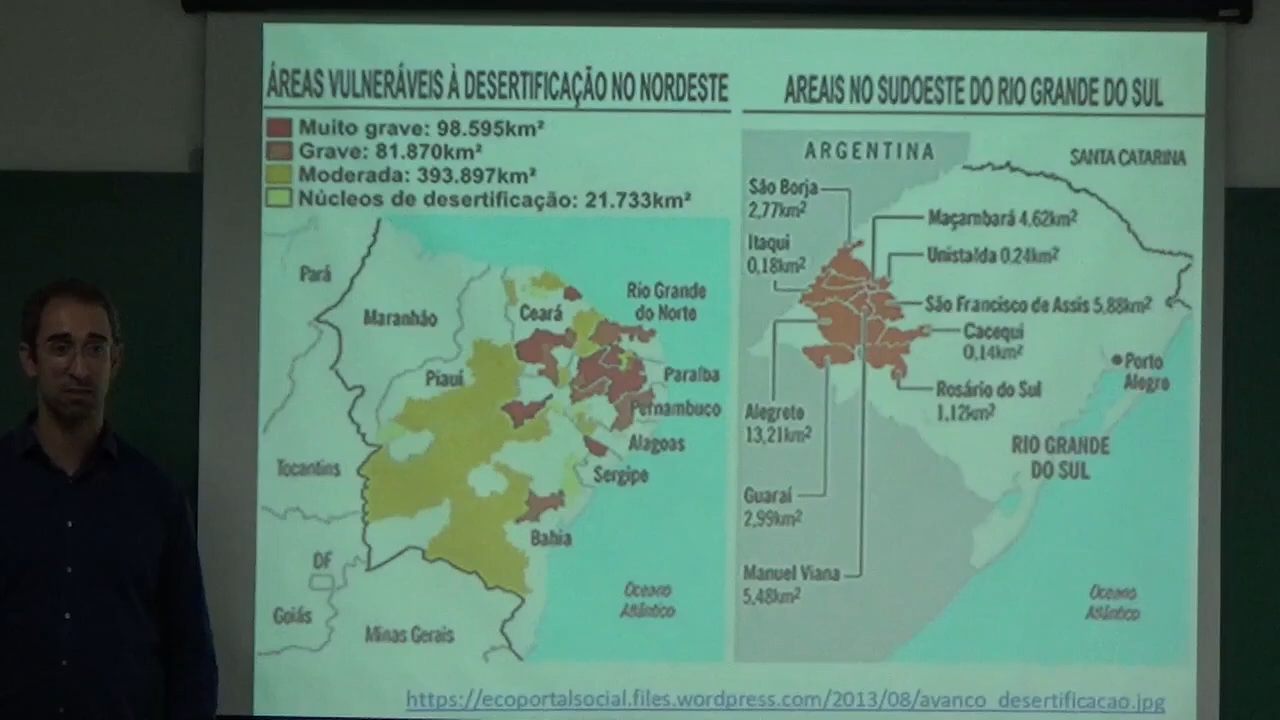 ÁREAS VULNERÁVEIS À DESERTIFICAÇÃO NO NORDESTE
Muito grave: 98.595km²
Grave: 81.870km²
Moderada: 393.897km²
Núcleos de desertificação: 21.733km²
Pará
Maranhão
Ceará
Rio Grande
do Norte
Piauí
Paraíba
Pernambuco
Alagoas
Sergipe
Tocantins
Bahia
DF
Goiás
Minas Gerais
Oceano
Atlântico
AREAIS NO SUDOESTE DO RIO GRANDE DO SUL
ARGENTINA
SANTA CATARINA
São Borja
2,77km²
Maçambará 4,62km²
Itaqui
0,18km²
Unistalda 0,24km²
São Francisco de Assis 5,88km²
Cacequi
0,14km²
Porto
Alegre
Rosário do Sul
1,12km²
Alegrete
13,21km²
RIO GRANDE
DO SUL
Guaraí
2,99km²
Manuel Viana
5,48km²
Oceano
Atlântico
https://ecoportalsocial.files.wordpress.com/2013/08/avanco_desertificacao.jpg